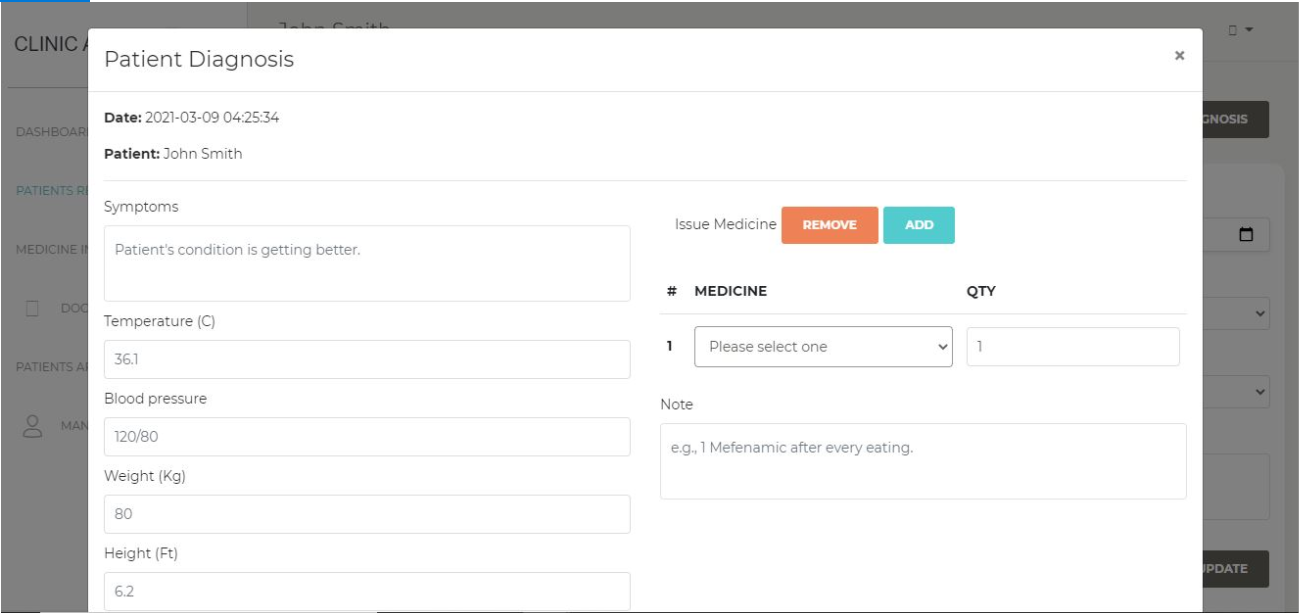 John Smith
CLINIC
Patient Diagnosis
×
Date: 2021-03-09 04:25:34
GNOSIS
DASHBOAR
Patient: John Smith
PATIENTS RE
Symptoms
Issue Medicine REMOVE ADD
Patient's condition is getting better.
MEDICINE IN
# MEDICINE QTY
DOC
Temperature (C)
1 Please select one 1
36.1
PATIENTS AP
Blood pressure
Note
MAN
120/80
e.g., 1 Mefenamic after every eating.
Weight (Kg)
80
Height (Ft)
UPDATE
6.2